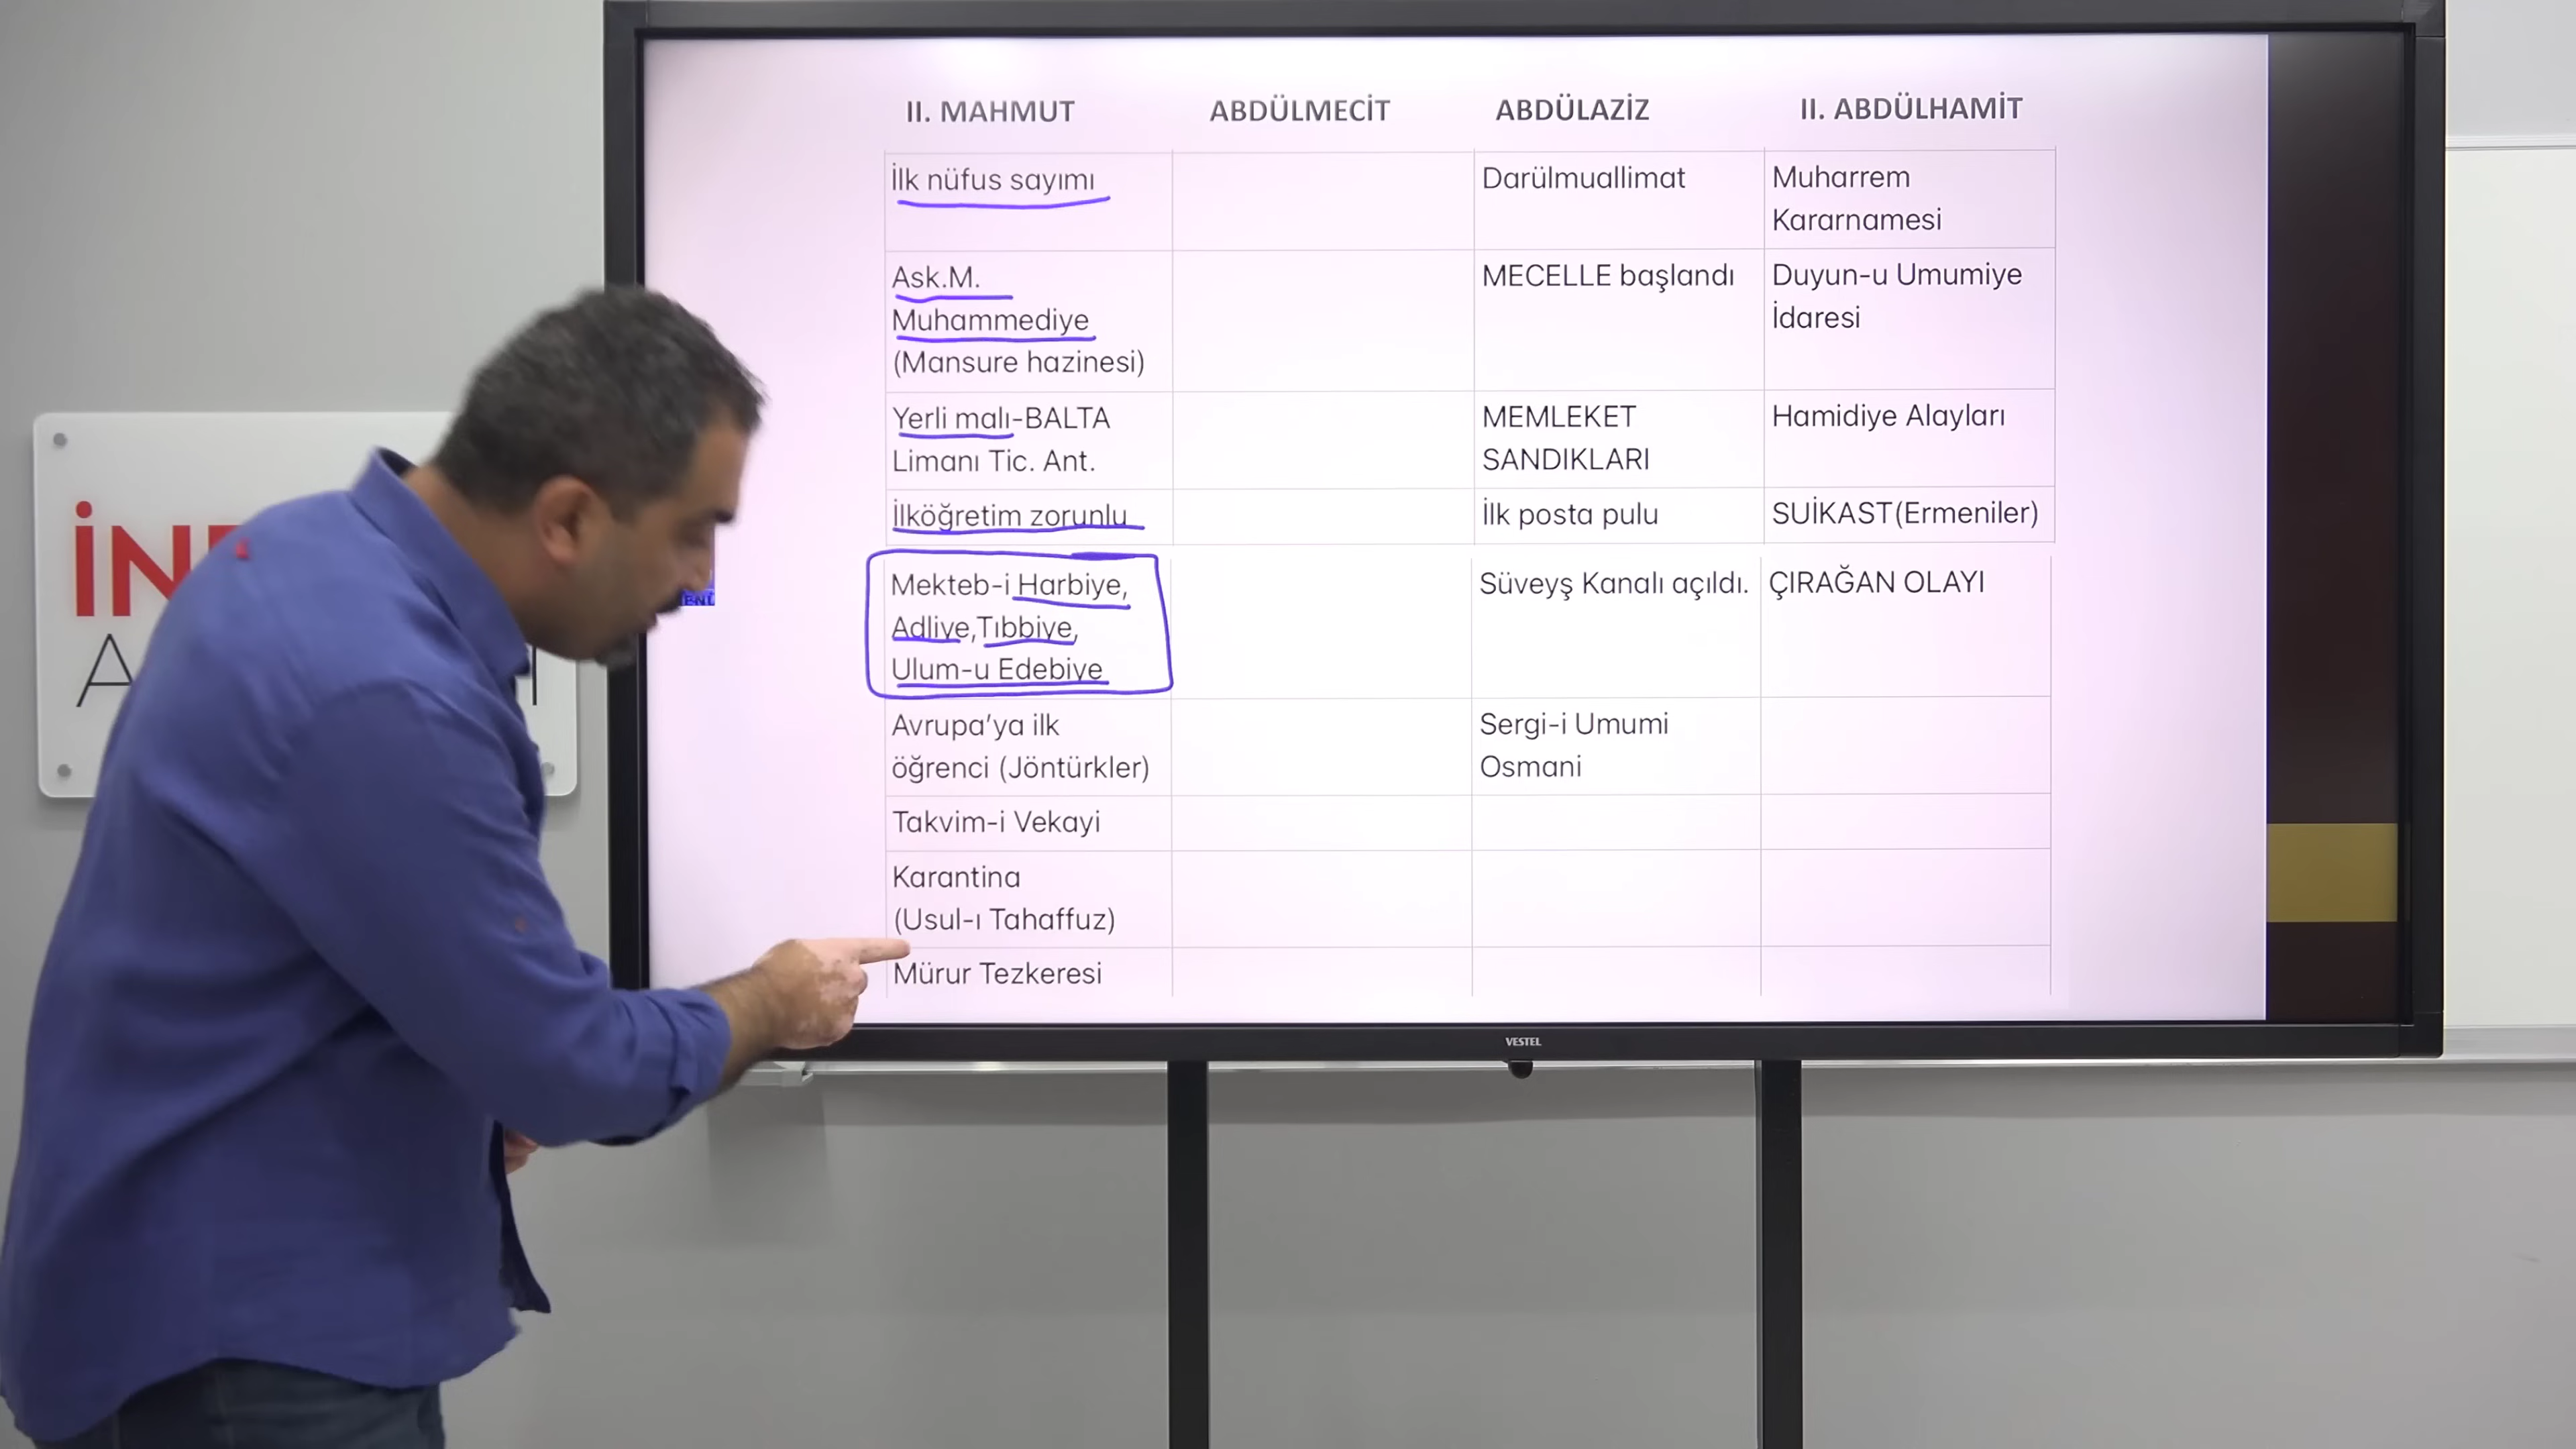 II. MAHMUT ABDÜLMECİT ABDÜLAZİZ II. ABDÜLHAMİT
İlk nüfus sayımı
Darülmuallimat
Muharrem
Kararnamesi
Ask.M.
Muhammediye
(Mansure hazinesi)
MECELLE başlandı
Duyun-u Umumiye
İdaresi
Yerli malı-BALTA
Limanı Tic. Ant.
MEMLEKET
SANDIKLARI
Hamidiye Alayları
İlköğretim zorunlu
İlk posta pulu
SUİKAST(Ermeniler)
Mekteb-i Harbiye,
Adliye,Tıbbiye,
Ulum-u Edebiye
Süveyş Kanalı açıldı.
ÇIRAĞAN OLAYI
Avrupa'ya ilk
öğrenci (Jöntürkler)
Sergi-i Umumi
Osmani
Takvim-i Vekayi
Karantina
(Usul-ı Tahaffuz)
Mürur Tezkeresi
VESTEL